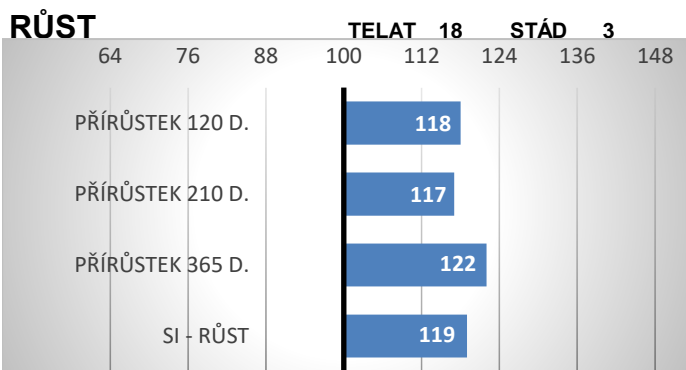 RŮST TELAT 18 STÁD 3
64 76 88 100 112 124 136 148
PŘÍRŮSTEK 120 D. 118
PŘÍRŮSTEK 210 D. 117
PŘÍRŮSTEK 365 D. 122
SI - RŮST 119